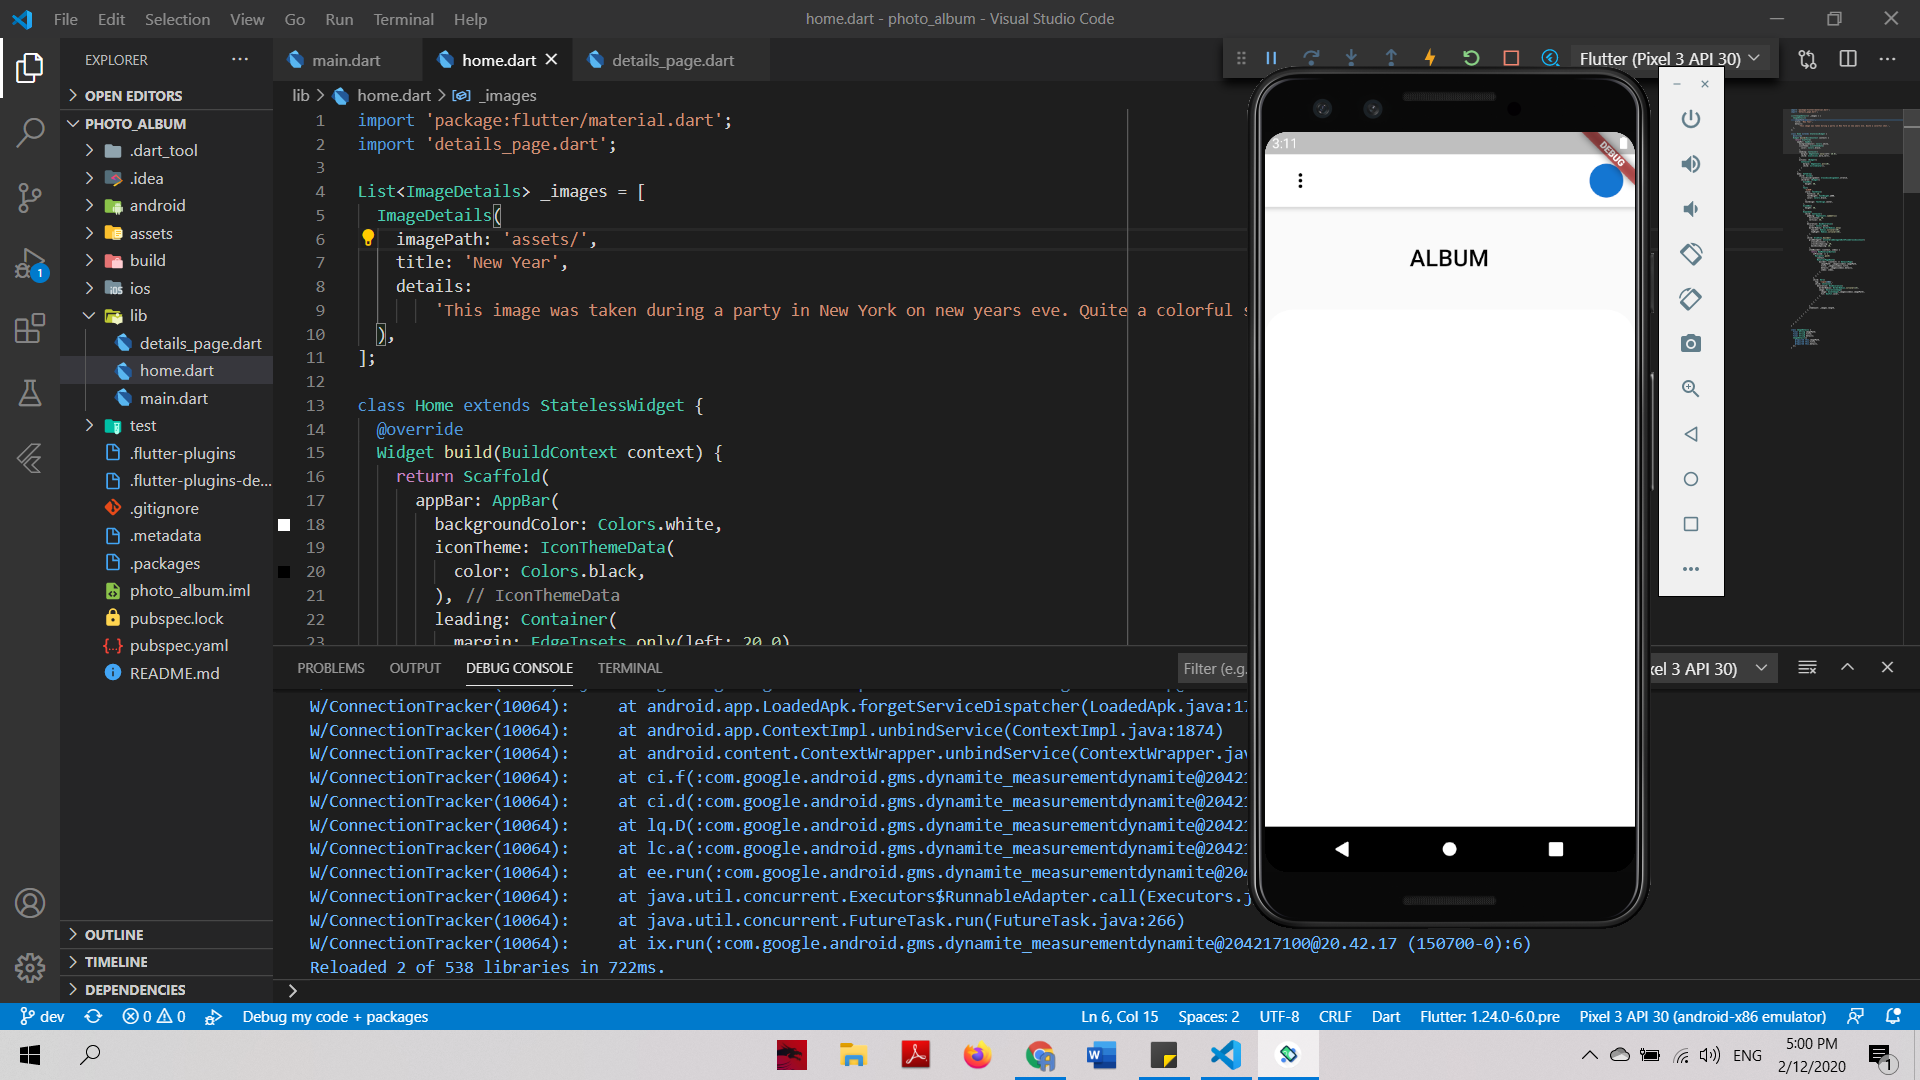 File Edit Selection View Go Run Terminal Help
home.dart - photo_album - Visual Studio Code
EXPLORER
main.dart
home.dart
details_page.dart
Flutter (Pixel 3 API 30)
OPEN EDITORS
PHOTO_ALBUM
.dart_tool
.idea
android
assets
build
ios
lib
details_page.dart
home.dart
main.dart
test
.flutter-plugins
.flutter-plugins-de...
.gitignore
.metadata
.packages
photo_album.iml
pubspec.lock
pubspec.yaml
README.md
OUTLINE
TIMELINE
DEPENDENCIES
lib > home.dart > _images
1 import 'package:flutter/material.dart';
2 import 'details_page.dart';
3
4 List<ImageDetails> _images = [
5 ImageDetails(
6 imagePath: 'assets/',
7 title: 'New Year',
8 details:
9 'This image was taken during a party in New York on new years eve. Quite a colorful s
10 ),
11 ];
12
13 class Home extends StatelessWidget {
14 @override
15 Widget build(BuildContext context) {
16 return Scaffold(
17 appBar: AppBar(
18 backgroundColor: Colors.white,
19 iconTheme: IconThemeData(
20 color: Colors.black,
21 ), // IconThemeData
22 leading: Container(
23 margin: EdgeInsets.only(left: 20.0)
3:11
DEBUG
ALBUM
PROBLEMS OUTPUT DEBUG CONSOLE TERMINAL
Filter (e.g.
xel 3 API 30)
W/ConnectionTracker(10064): at android.app.LoadedApk.forgetServiceDispatcher(LoadedApk.java:17
W/ConnectionTracker(10064): at android.app.ContextImpl.unbindService(ContextImpl.java:1874)
W/ConnectionTracker(10064): at android.content.ContextWrapper.unbindService(ContextWrapper.jav
W/ConnectionTracker(10064): at ci.f(:com.google.android.gms.dynamite_measurementdynamite@20421
W/ConnectionTracker(10064): at ci.d(:com.google.android.gms.dynamite_measurementdynamite@20421
W/ConnectionTracker(10064): at lq.D(:com.google.android.gms.dynamite_measurementdynamite@20421
W/ConnectionTracker(10064): at lc.a(:com.google.android.gms.dynamite_measurementdynamite@20421
W/ConnectionTracker(10064): at ee.run(:com.google.android.gms.dynamite_measurementdynamite@204
W/ConnectionTracker(10064): at java.util.concurrent.Executors$RunnableAdapter.call(Executors.j
W/ConnectionTracker(10064): at java.util.concurrent.FutureTask.run(FutureTask.java:266)
W/ConnectionTracker(10064): at ix.run(:com.google.android.gms.dynamite_measurementdynamite@204217100@20.42.17 (150700-0):6)
Reloaded 2 of 538 libraries in 722ms.
dev 0 0 Debug my code + packages
Ln 6, Col 15 Spaces: 2 UTF-8 CRLF Dart Flutter: 1.24.0-6.0.pre Pixel 3 API 30 (android-x86 emulator)
ENG
5:00 PM
2/12/2020
1